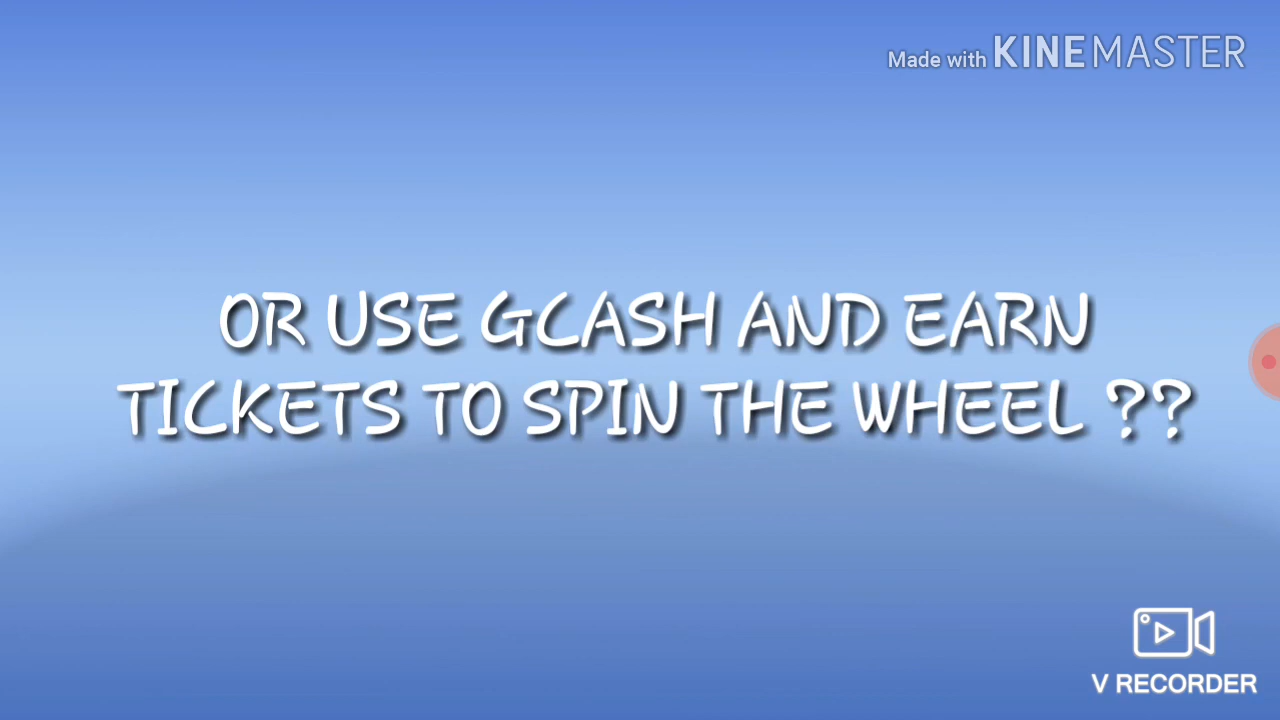 Made with KINEMASTER
OR USE GCASH AND EARN
TICKETS TO SPIN THE WHEEL ??
V RECORDER